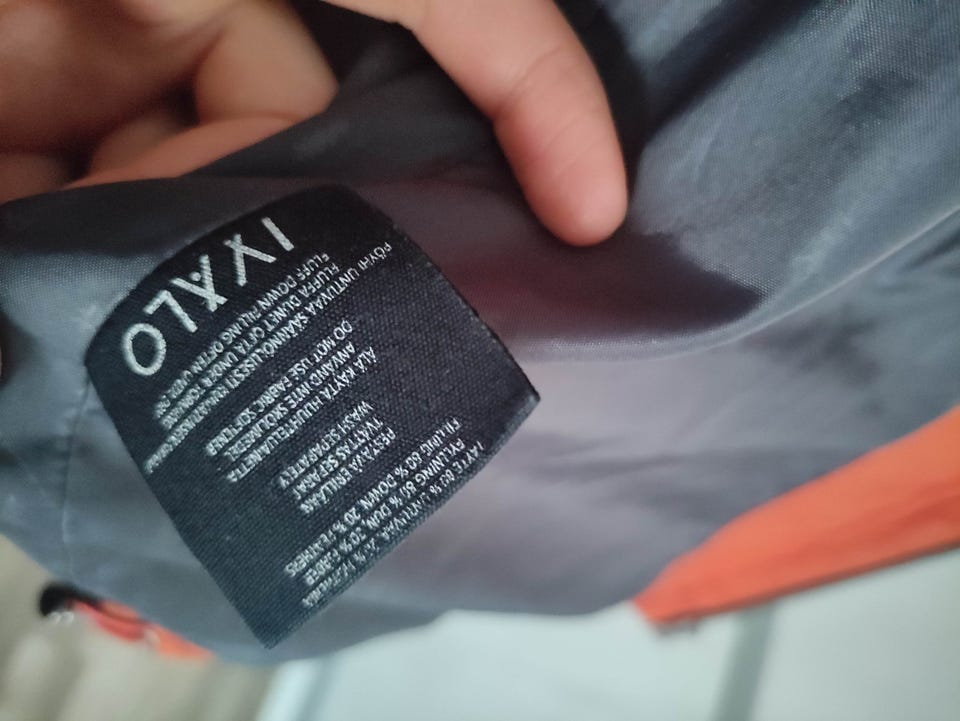 IXALO
PÖYHI UNTUVAA SÄÄNNÖLLISESTI
FLUFFA DUNET OFTA UNDER
FLUFF DOWN FILLING OFTEN
ÄLÄ KÄYTÄ HUUHTELUAINETTA
ANVÄND INTE SKÖLJMEDEL
DO NOT USE FABRIC SOFTENER
PESTÄVÄ ERILLÄÄN
TVÄTTAS SEPARAT
WASH SEPARATELY
TÄYTE 80 % UNTUVAA, 20 %
FYLLNING 80 % DUN, 20 % FJÄDER
FILLING 80 % DOWN, 20 % FEATHERS